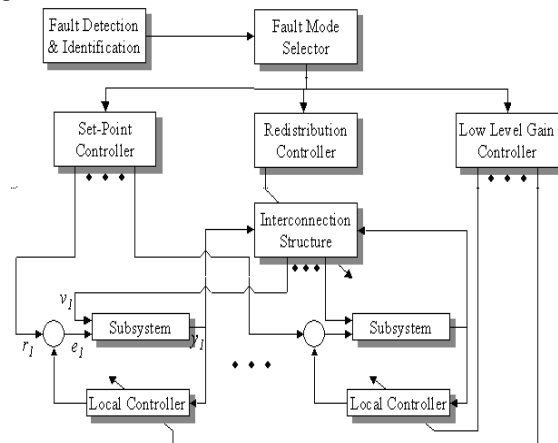 Fault Detection
& Identification
Fault Mode
Selector
Set-Point
Controller
Redistribution
Controller
Low Level Gain
Controller
Interconnection
Structure
v1
Subsystem
y1
r1
e1
Subsystem
Local Controller
Local Controller